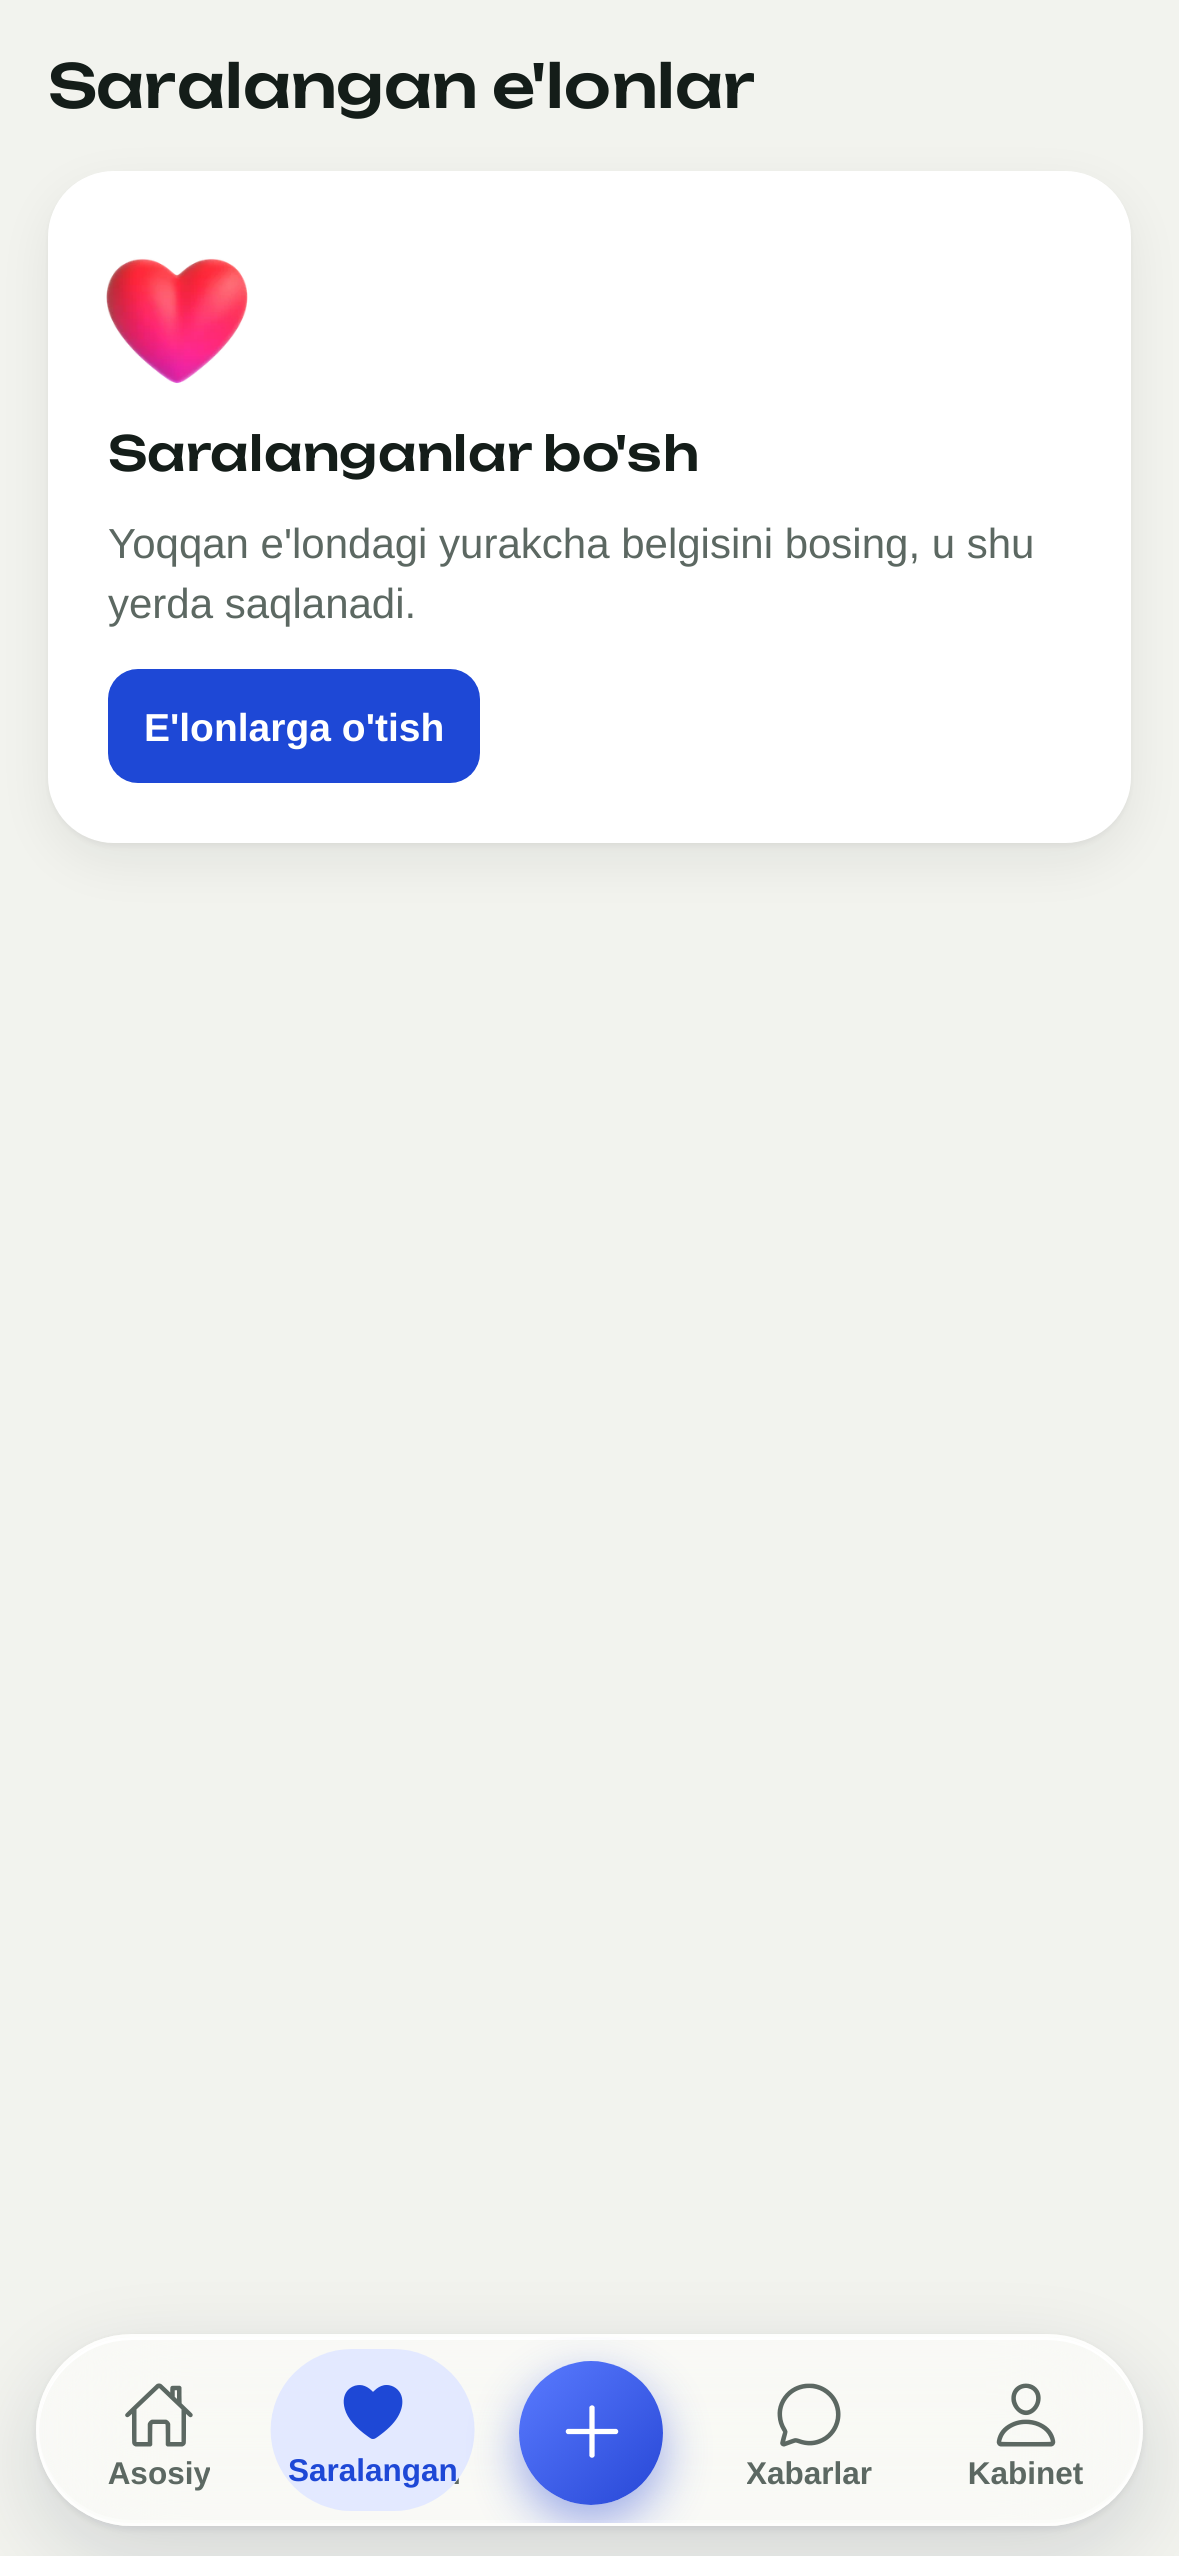 Saralangan e'lonlar
Saralanganlar bo'sh
Yoqqan e'londagi yurakcha belgisini bosing, u shu
yerda saqlanadi.
E'lonlarga o'tish
Asosiy
Saralangan
Xabarlar
Kabinet